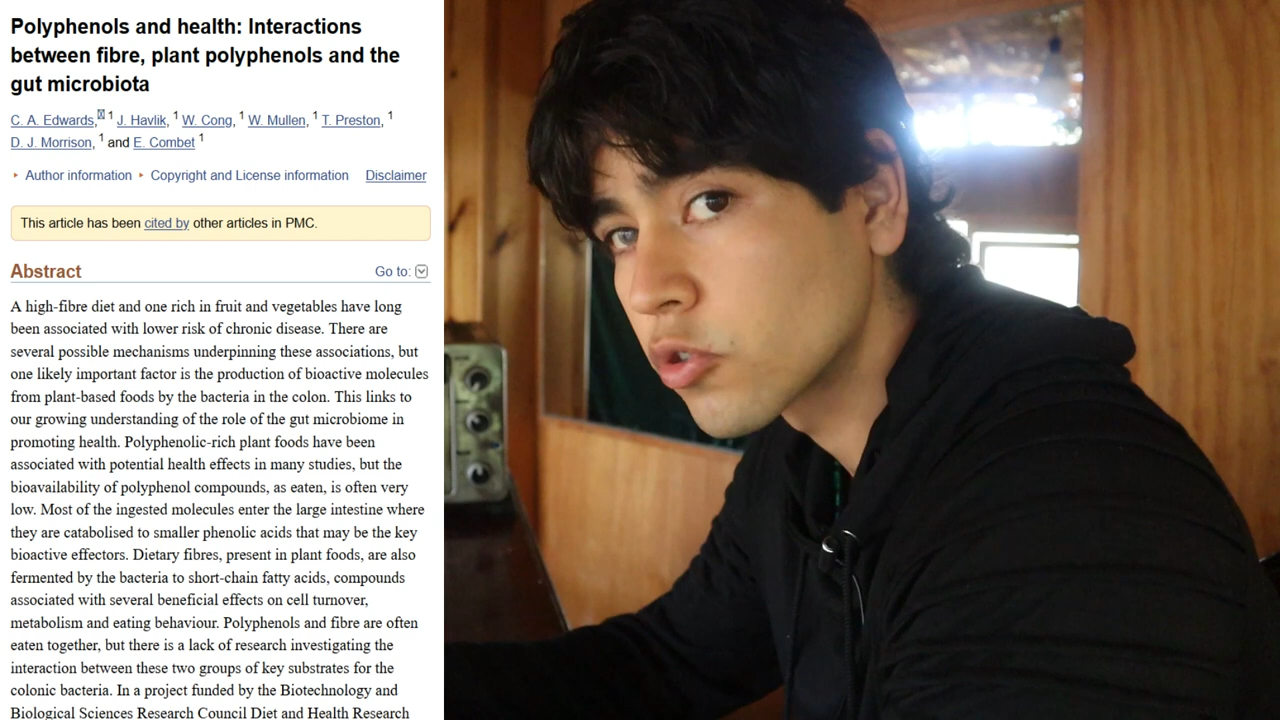 Polyphenols and health: Interactions
between fibre, plant polyphenols and the
gut microbiota
C. A. Edwards, 1 J. Havlik, 1 W. Cong, 1 W. Mullen, 1 T. Preston, 1
D. J. Morrison, 1 and E. Combet 1
Author information Copyright and License information Disclaimer
This article has been cited by other articles in PMC.
Abstract Go to:
A high-fibre diet and one rich in fruit and vegetables have long
been associated with lower risk of chronic disease. There are
several possible mechanisms underpinning these associations, but
one likely important factor is the production of bioactive molecules
from plant-based foods by the bacteria in the colon. This links to
our growing understanding of the role of the gut microbiome in
promoting health. Polyphenolic-rich plant foods have been
associated with potential health effects in many studies, but the
bioavailability of polyphenol compounds, as eaten, is often very
low. Most of the ingested molecules enter the large intestine where
they are catabolised to smaller phenolic acids that may be the key
bioactive effectors. Dietary fibres, present in plant foods, are also
fermented by the bacteria to short-chain fatty acids, compounds
associated with several beneficial effects on cell turnover,
metabolism and eating behaviour. Polyphenols and fibre are often
eaten together, but there is a lack of research investigating the
interaction between these two groups of key substrates for the
colonic bacteria. In a project funded by the Biotechnology and
Biological Sciences Research Council Diet and Health Research